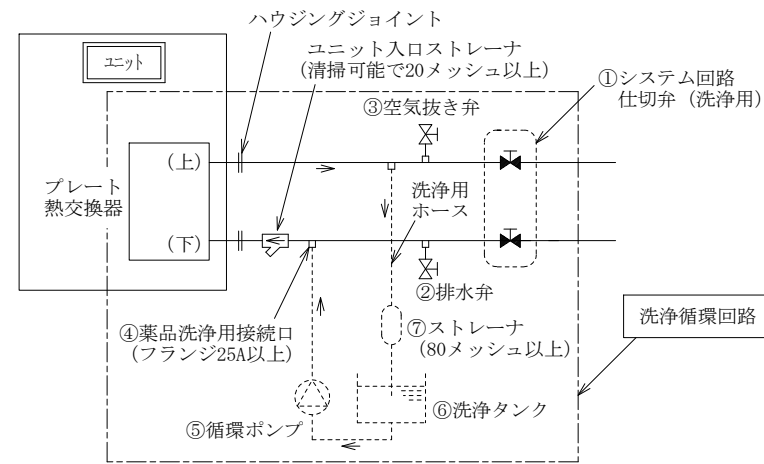 ハウジングジョイント
ユニット
ユニット入口ストレーナ
(清掃可能で20メッシュ以上)
①システム回路
仕切弁（洗浄用）
③空気抜き弁
(上)
プレート
熱交換器
洗浄用
ホース
(下)
②排水弁
④薬品洗浄用接続口
(フランジ25A以上)
⑦ストレーナ
(80メッシュ以上)
洗浄循環回路
⑥洗浄タンク
⑤循環ポンプ